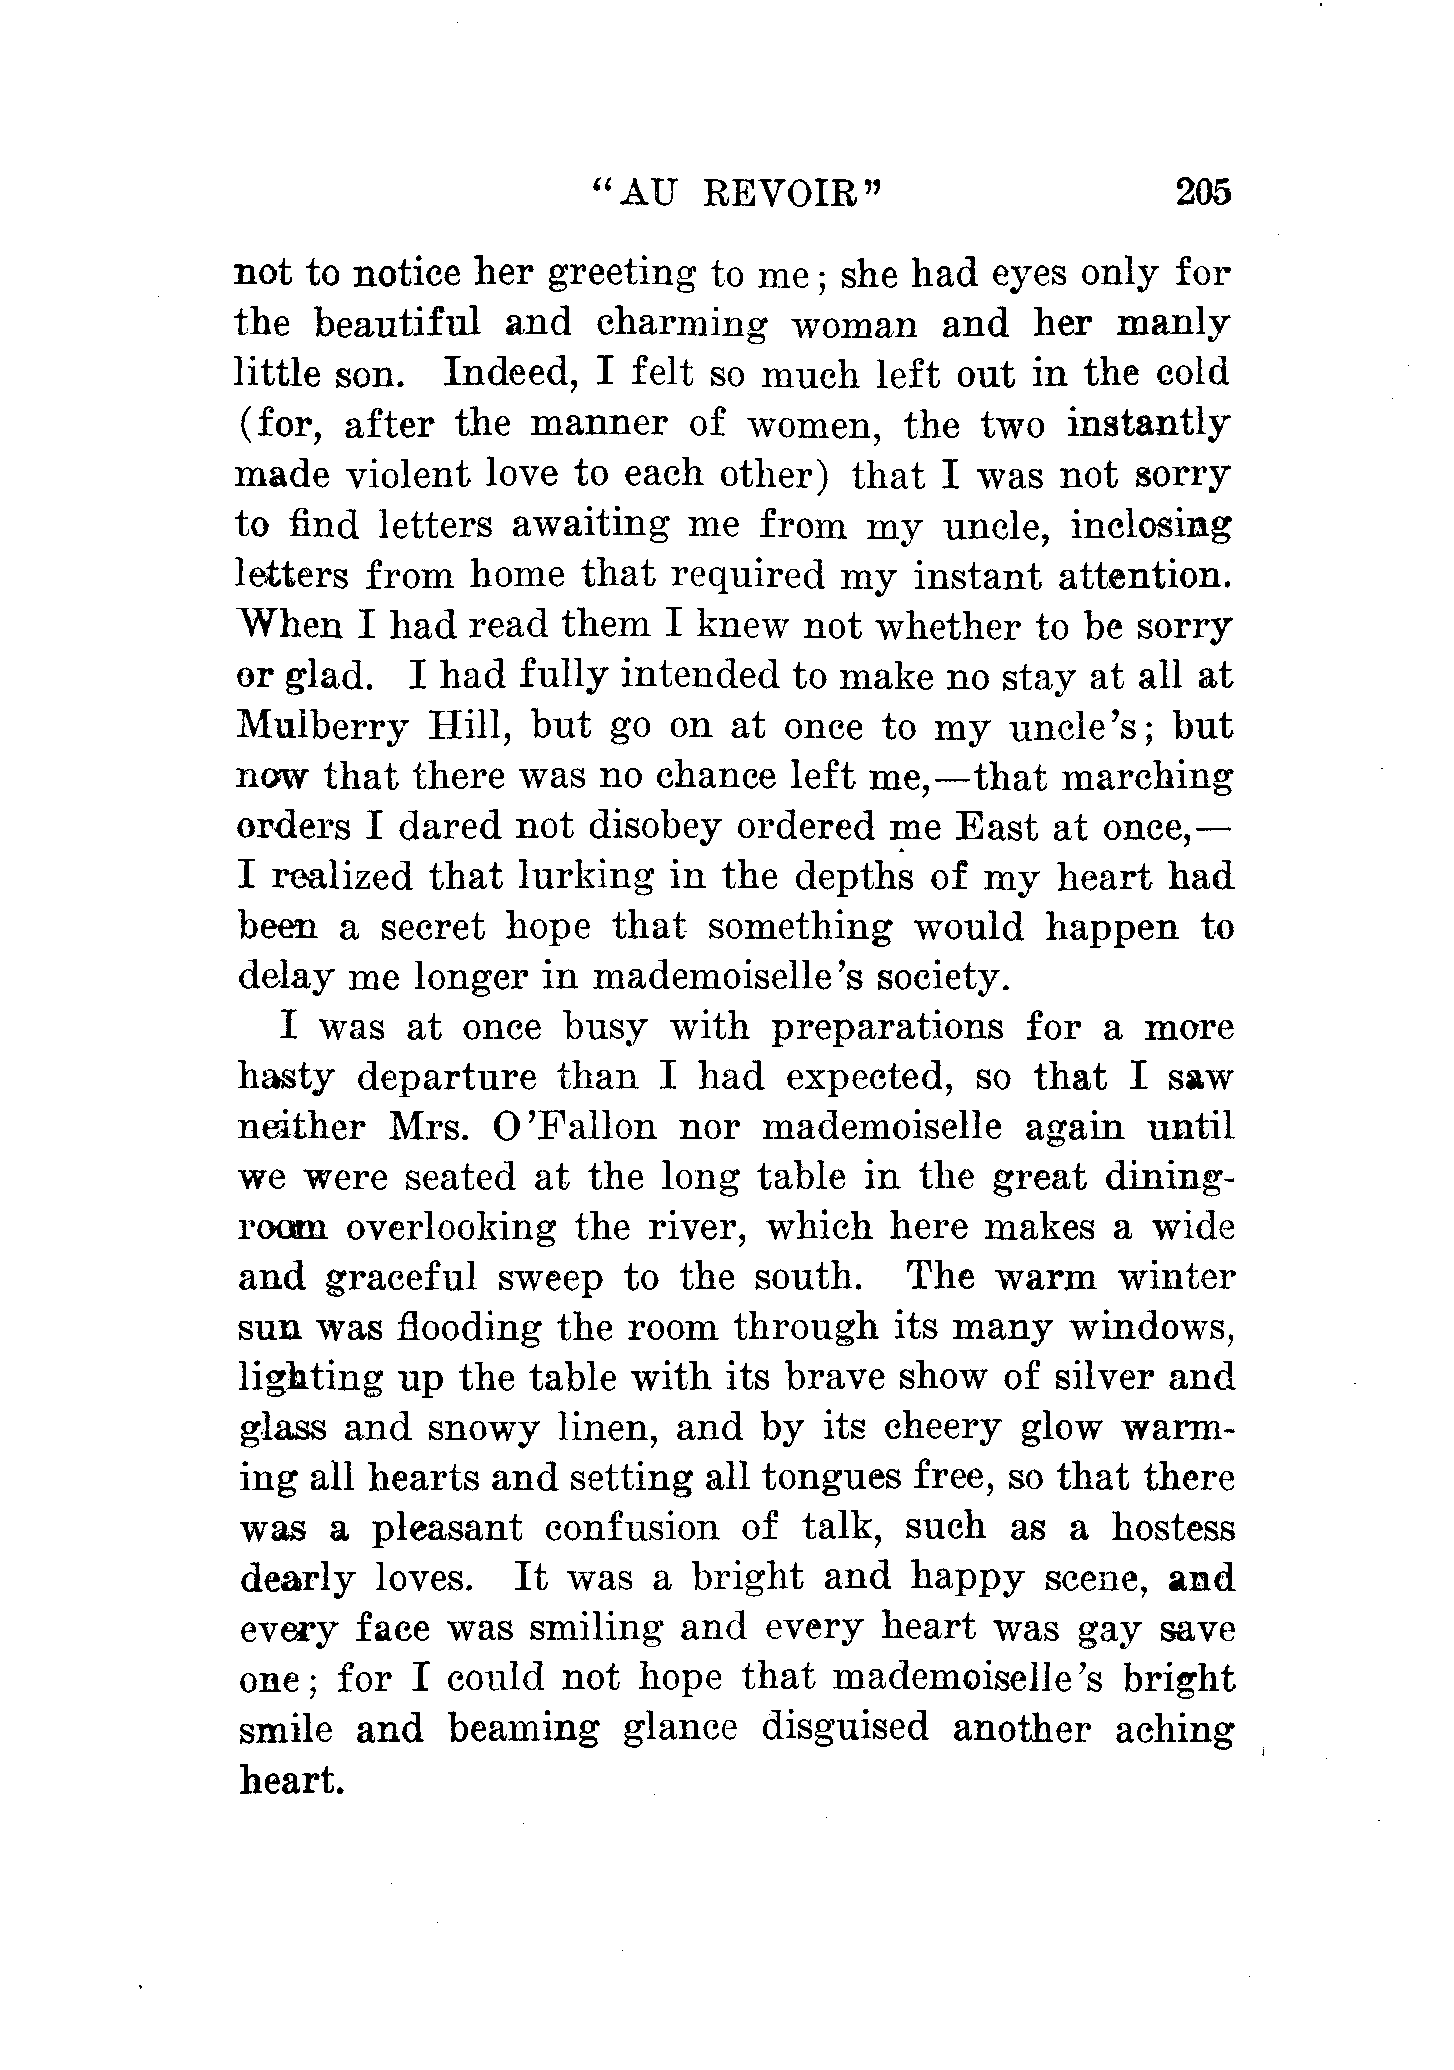 "AU REVOIR" 205
not to notice her greeting to me; she had eyes only for
the beautiful and charming woman and her manly
little son. Indeed, I felt so much left out in the cold
(for, after the manner of women, the two instantly
made violent love to each other) that I was not sorry
to find letters awaiting me from my uncle, inclosing
letters from home that required my instant attention.
When I had read them I knew not whether to be sorry
or glad. I had fully intended to make no stay at all at
Mulberry Hill, but go on at once to my uncle's; but
now that there was no chance left me,—that marching
orders I dared not disobey ordered me East at once,—
I realized that lurking in the depths of my heart had
been a secret hope that something would happen to
delay me longer in mademoiselle's society.
I was at once busy with preparations for a more
hasty departure than I had expected, so that I saw
neither Mrs. O'Fallon nor mademoiselle again until
we were seated at the long table in the great dining-
room overlooking the river, which here makes a wide
and graceful sweep to the south. The warm winter
sun was flooding the room through its many windows,
lighting up the table with its brave show of silver and
glass and snowy linen, and by its cheery glow warm-
ing all hearts and setting all tongues free, so that there
was a pleasant confusion of talk, such as a hostess
dearly loves. It was a bright and happy scene, and
every face was smiling and every heart was gay save
one; for I could not hope that mademoiselle's bright
smile and beaming glance disguised another aching
heart.